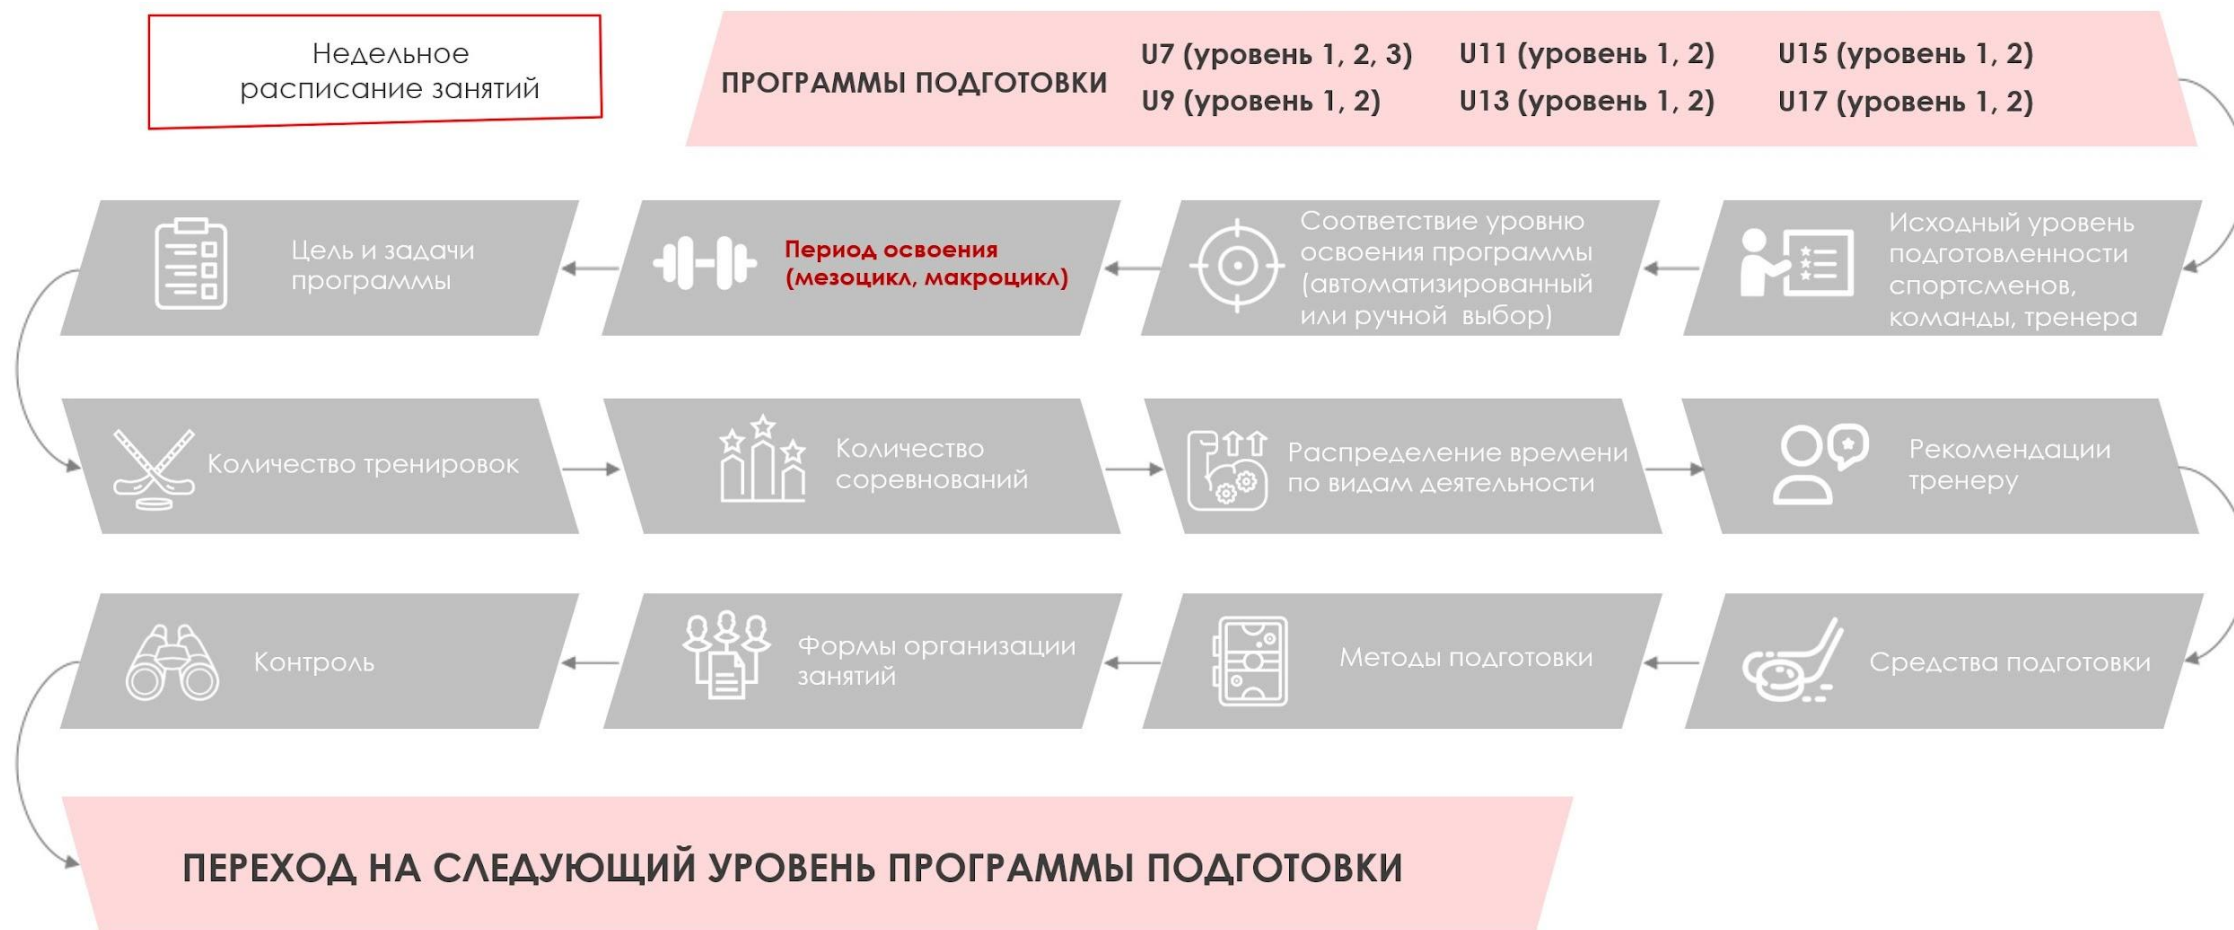 Недельное
расписание занятий
ПРОГРАММЫ ПОДГОТОВКИ
U7 (уровень 1, 2, 3)
U11 (уровень 1, 2)
U15 (уровень 1, 2)
U9 (уровень 1, 2)
U13 (уровень 1, 2)
U17 (уровень 1, 2)
Цель и задачи
программы
Период освоения
(мезоцикл, макроцикл)
Соответствие уровню
освоения программы
(автоматизированный
или ручной выбор)
Исходный уровень
подготовленности
спортсменов,
команды, тренера
Количество тренировок
Количество
соревнований
Распределение времени
по видам деятельности
Рекомендации
тренеру
Контроль
Формы организации
занятий
Методы подготовки
Средства подготовки
ПЕРЕХОД НА СЛЕДУЮЩИЙ УРОВЕНЬ ПРОГРАММЫ ПОДГОТОВКИ